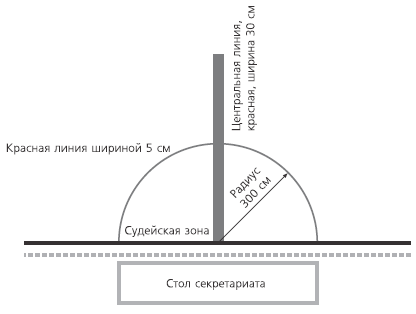 Центральная линия,
красная, ширина 30 см
Красная линия шириной 5 см
Радиус
300 см
Судейская зона
Стол секретариата